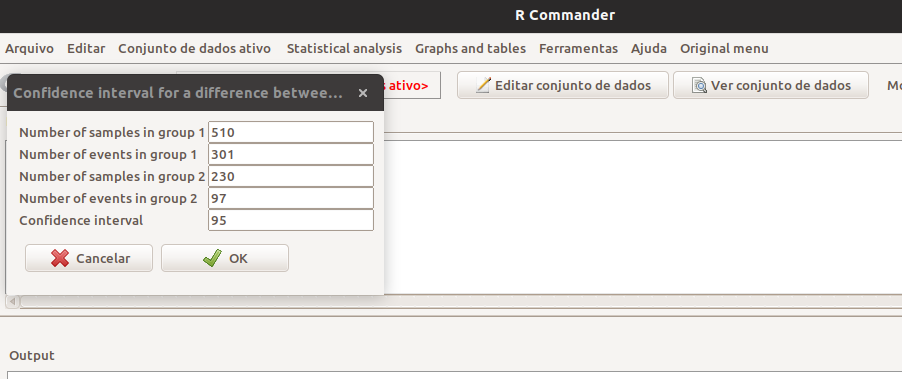 R Commander
Arquivo Editar Conjunto de dados ativo Statistical analysis Graphs and tables Ferramentas Ajuda Original menu
ativo> Editar conjunto de dados Ver conjunto de dados
Confidence interval for a difference betwee...
Number of samples in group 1 510
Number of events in group 1 301
Number of samples in group 2 230
Number of events in group 2 97
Confidence interval 95
Cancelar OK
Output